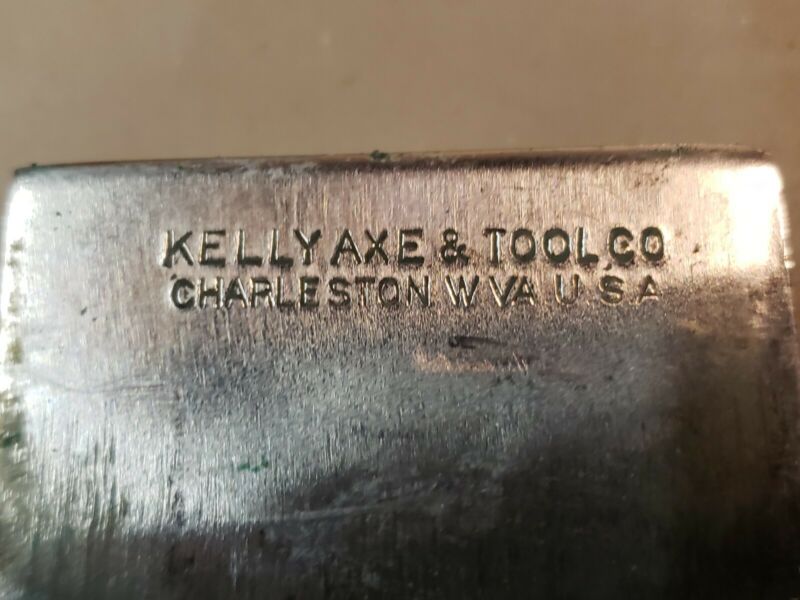 KELLY AXE & TOOL CO
CHARLESTON W VA U S A